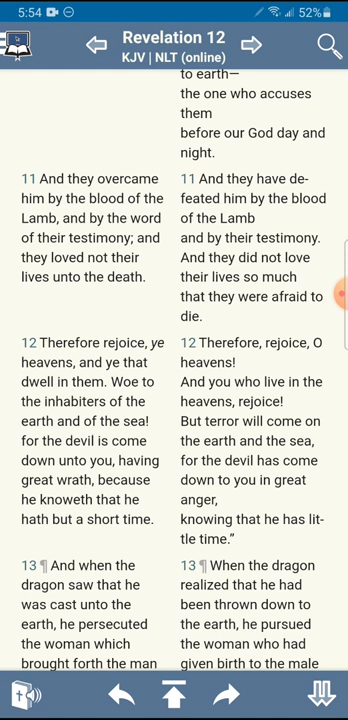 5:54 52%
Revelation 12
KJV | NLT (online)
to earth—
the one who accuses
them
before our God day and
night.
11 And they overcame
him by the blood of the
Lamb, and by the word
of their testimony; and
they loved not their
lives unto the death.
11 And they have de-
feated him by the blood
of the Lamb
and by their testimony.
And they did not love
their lives so much
that they were afraid to
die.
12 Therefore rejoice, ye
heavens, and ye that
dwell in them. Woe to
the inhabiters of the
earth and of the sea!
for the devil is come
down unto you, having
great wrath, because
he knoweth that he
hath but a short time.
12 Therefore, rejoice, O
heavens!
And you who live in the
heavens, rejoice!
But terror will come on
the earth and the sea,
for the devil has come
down to you in great
anger,
knowing that he has lit-
tle time.”
13 ¶ And when the
dragon saw that he
was cast unto the
earth, he persecuted
the woman which
brought forth the man
13 ¶ When the dragon
realized that he had
been thrown down to
the earth, he pursued
the woman who had
given birth to the male